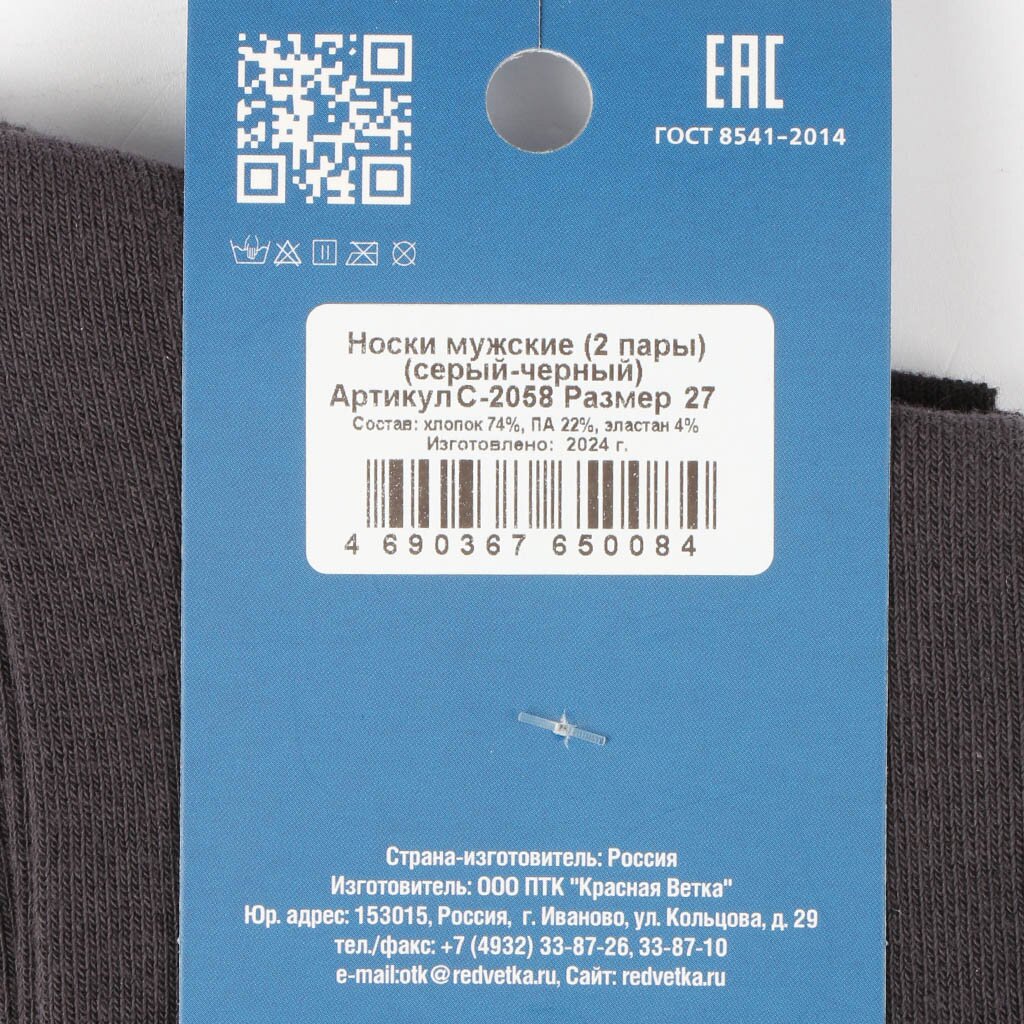 ЕАС
ГОСТ 8541-2014
Носки мужские (2 пары)
(серый-черный)
Артикул С-2058 Размер 27
Состав: хлопок 74%, ПА 22%, эластан 4%
Изготовлено: 2024 г.
4 690367 650084
Страна-изготовитель: Россия
Изготовитель: ООО ПТК "Красная Ветка"
Юр. адрес: 153015, Россия, г. Иваново, ул. Кольцова, д. 29
тел./факс: +7 (4932) 33-87-26, 33-87-10
e-mail:otk@redvetka.ru, Сайт: redvetka.ru